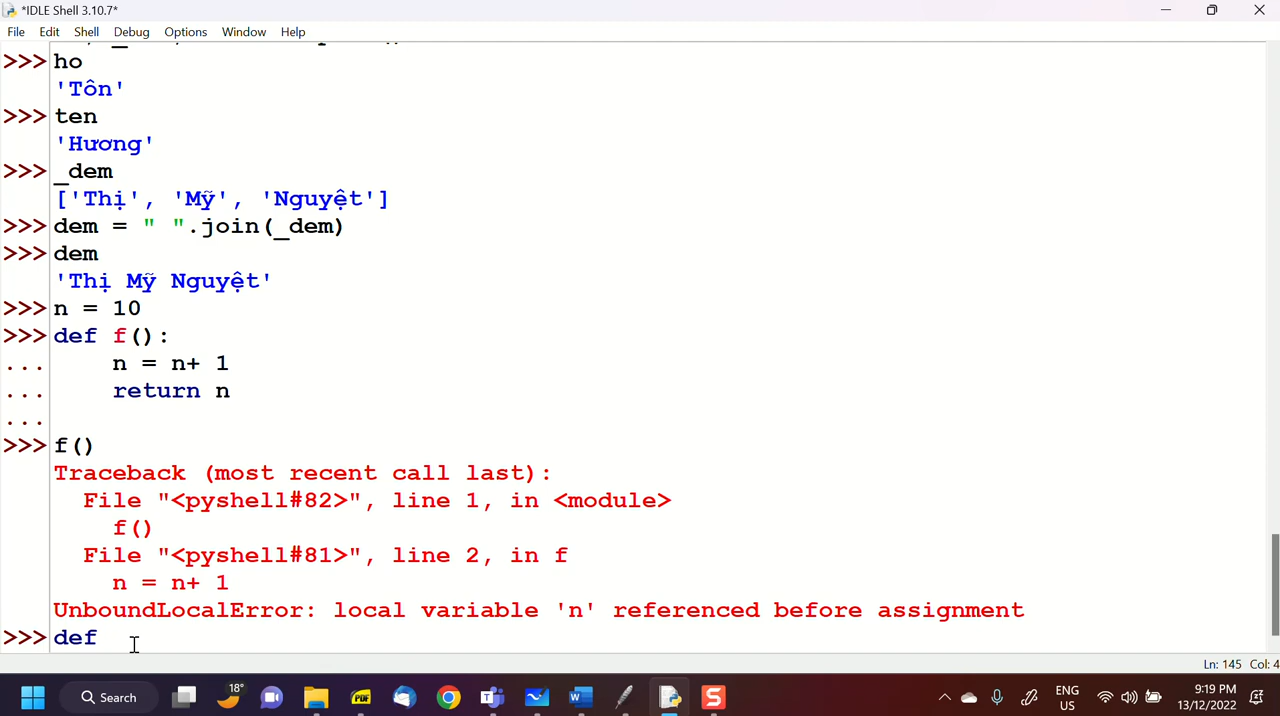 *IDLE Shell 3.10.7*
File Edit Shell Debug Options Window Help
>>> ho
'Tôn'
>>> ten
'Hương'
>>> _dem
['Thị', 'Mỹ', 'Nguyệt']
>>> dem = " ".join(_dem)
>>> dem
'Thị Mỹ Nguyệt'
>>> n = 10
>>> def f():
... n = n+ 1
... return n
...
>>> f()
Traceback (most recent call last):
File "<pyshell#82>", line 1, in <module>
f()
File "<pyshell#81>", line 2, in f
n = n+ 1
UnboundLocalError: local variable 'n' referenced before assignment
>>> def
Ln: 145 Col: 4
Search
18°
PDF
ENG
US
9:19 PM
13/12/2022